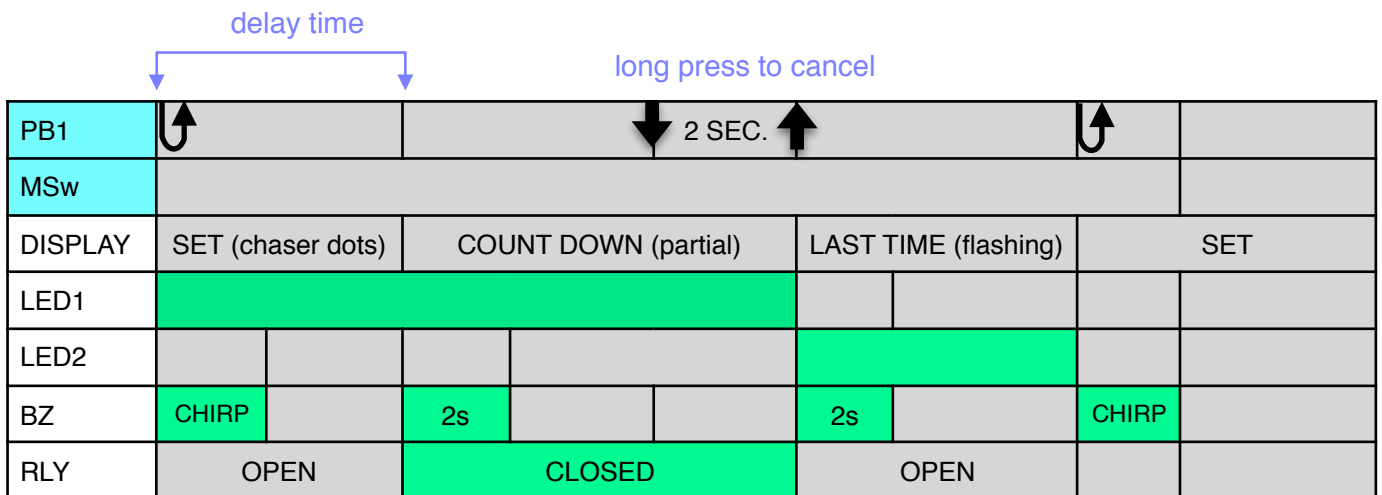 delay time
long press to cancel
PB1 2 SEC.
MSw
DISPLAY SET (chaser dots) COUNT DOWN (partial) LAST TIME (flashing) SET
LED1
LED2
BZ CHIRP 2s 2s CHIRP
RLY OPEN CLOSED OPEN